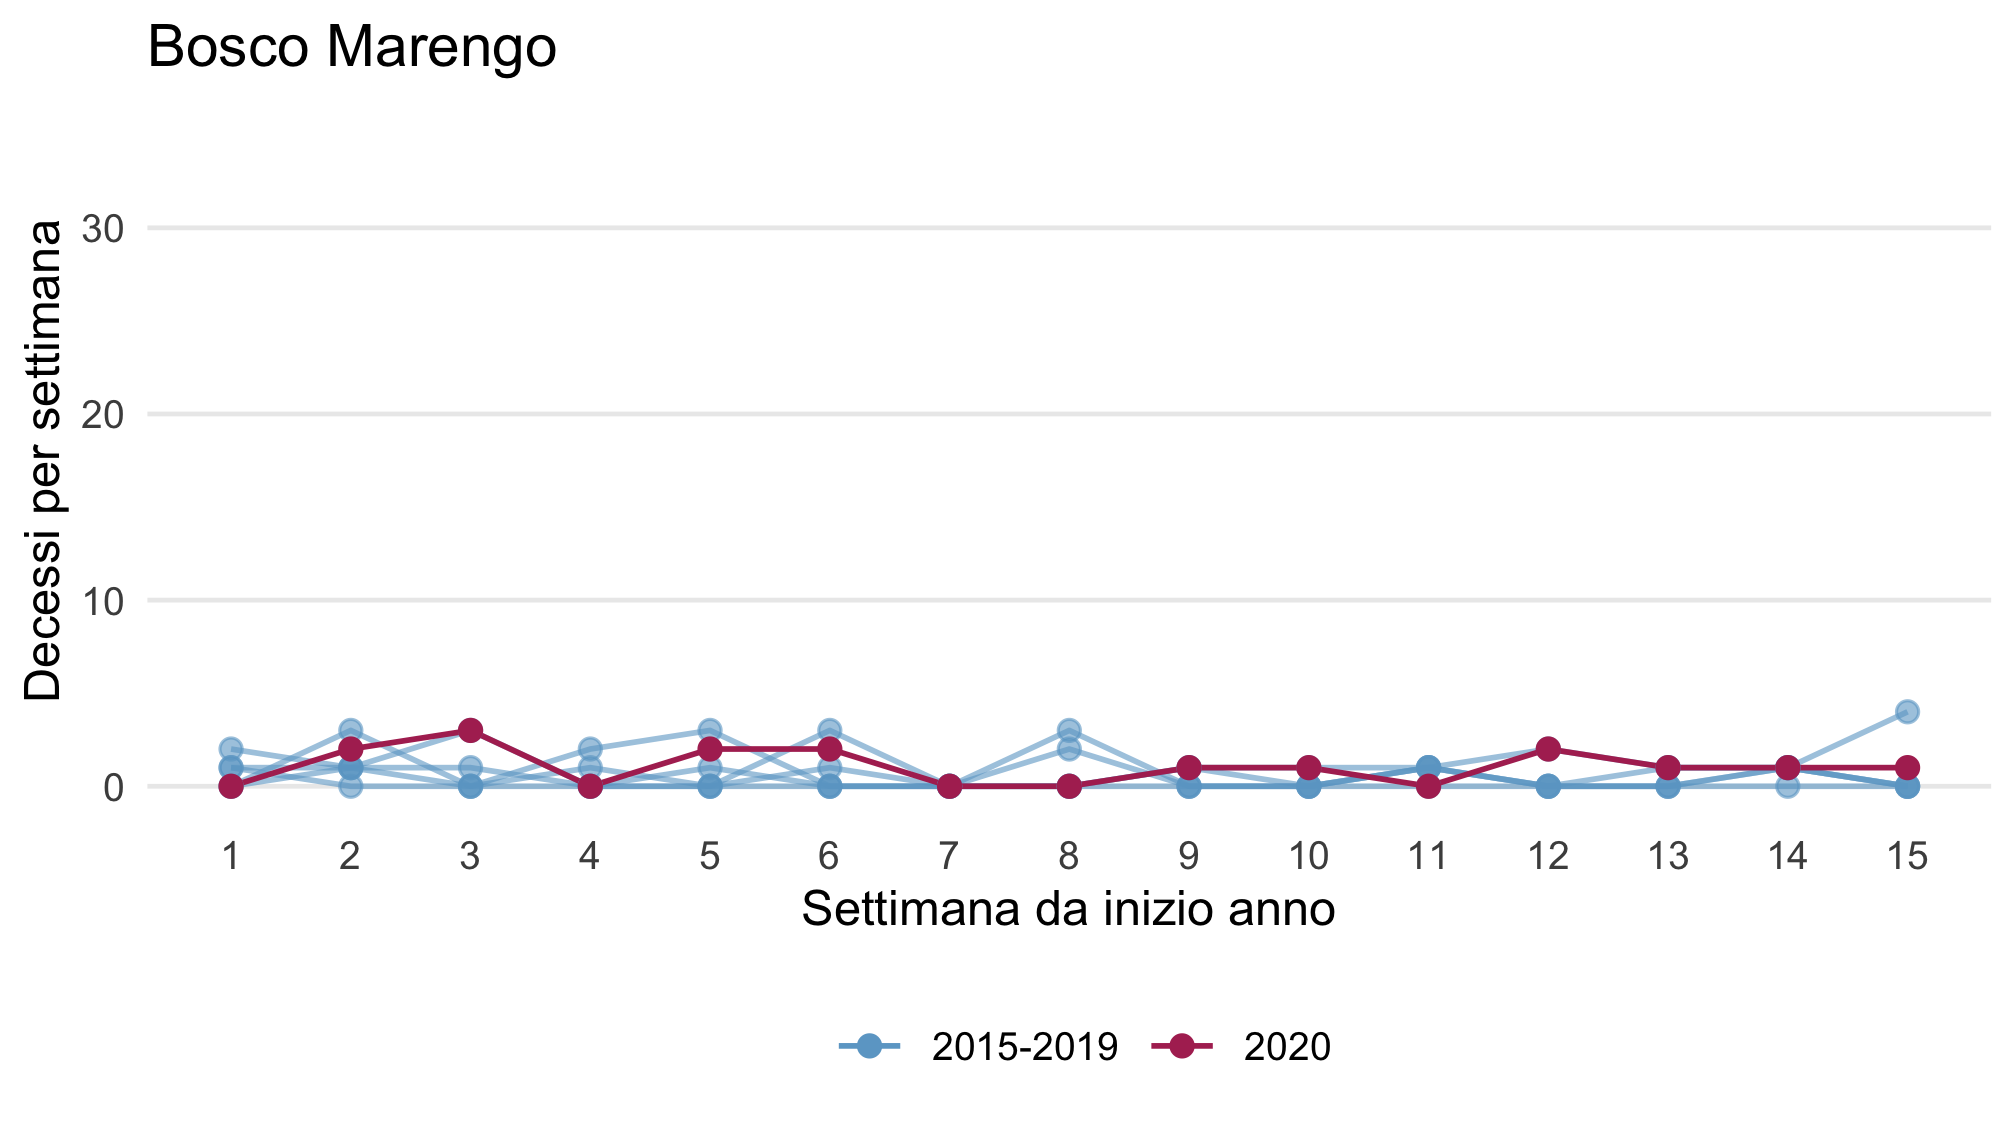 Bosco Marengo
Decessi per settimana
30
20
10
0
1 2 3 4 5 6 7 8 9 10 11 12 13 14 15
Settimana da inizio anno
2015-2019 2020